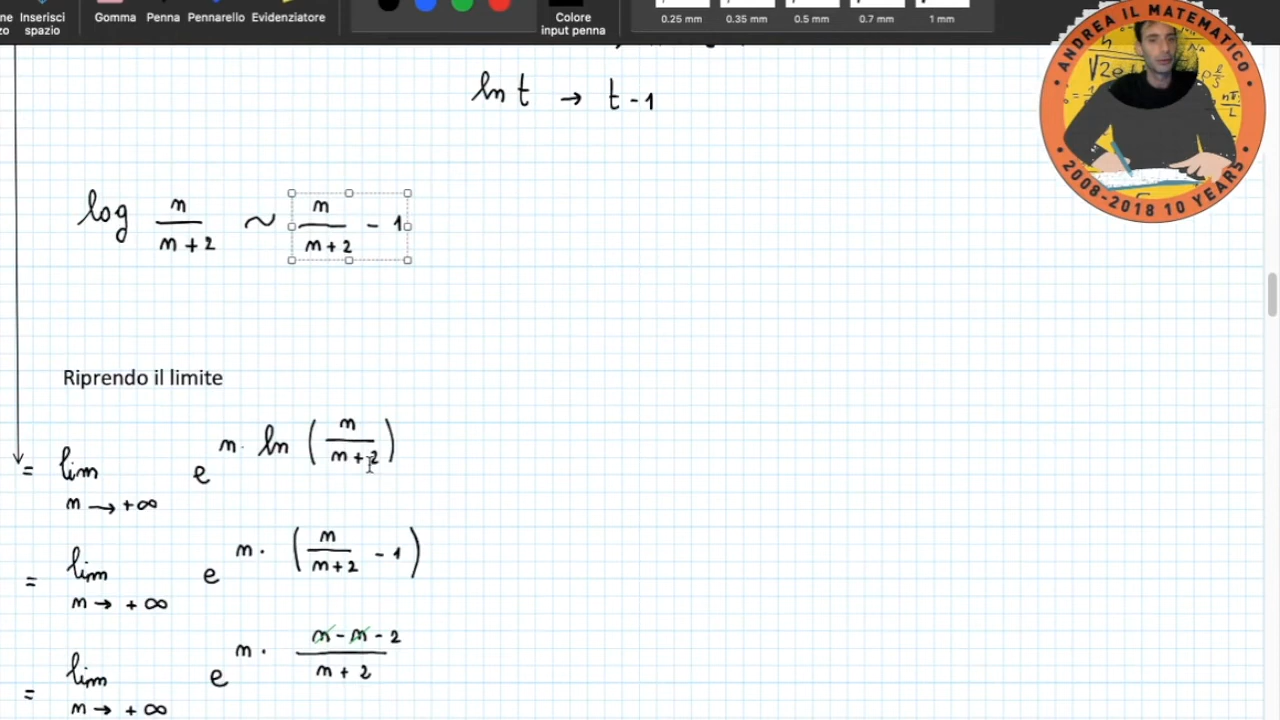 Inserisci
spazio
Gomma Penna Pennarello Evidenziatore
Colore
input penna
0.25 mm 0.35 mm 0.5 mm 0.7 mm 1 mm
ANDREA IL MATEMATICO
2008-2018 10 YEARS
ln t → t - 1
log n/(n+2) ~ n/(n+2) - 1
Riprendo il limite
= lim n→+∞ e^(n · ln (n/(n+2)))
= lim n→+∞ e^(n · (n/(n+2) - 1))
= lim n→+∞ e^(n · (n-n-2)/(n+2))